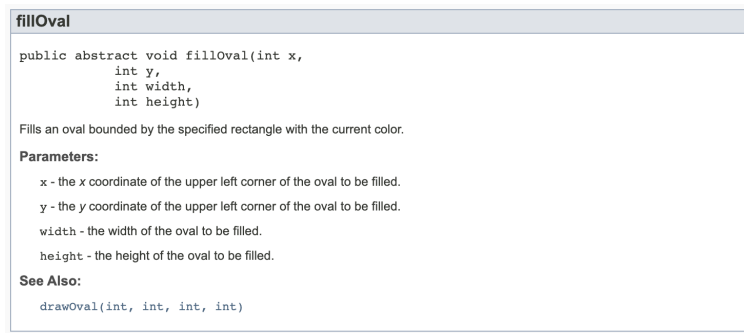 fillOval
public abstract void fillOval(int x,
int y,
int width,
int height)
Fills an oval bounded by the specified rectangle with the current color.
Parameters:
x - the x coordinate of the upper left corner of the oval to be filled.
y - the y coordinate of the upper left corner of the oval to be filled.
width - the width of the oval to be filled.
height - the height of the oval to be filled.
See Also:
drawOval(int, int, int, int)